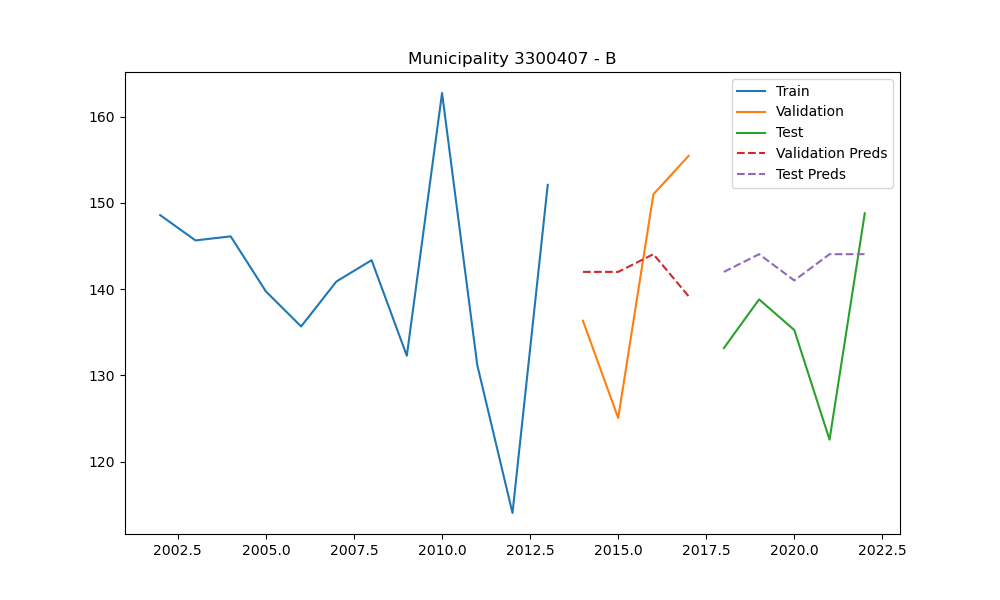 Municipality 3300407 - B
Train
Validation
Test
Validation Preds
Test Preds
160
150
140
130
120
2002.5 2005.0 2007.5 2010.0 2012.5 2015.0 2017.5 2020.0 2022.5